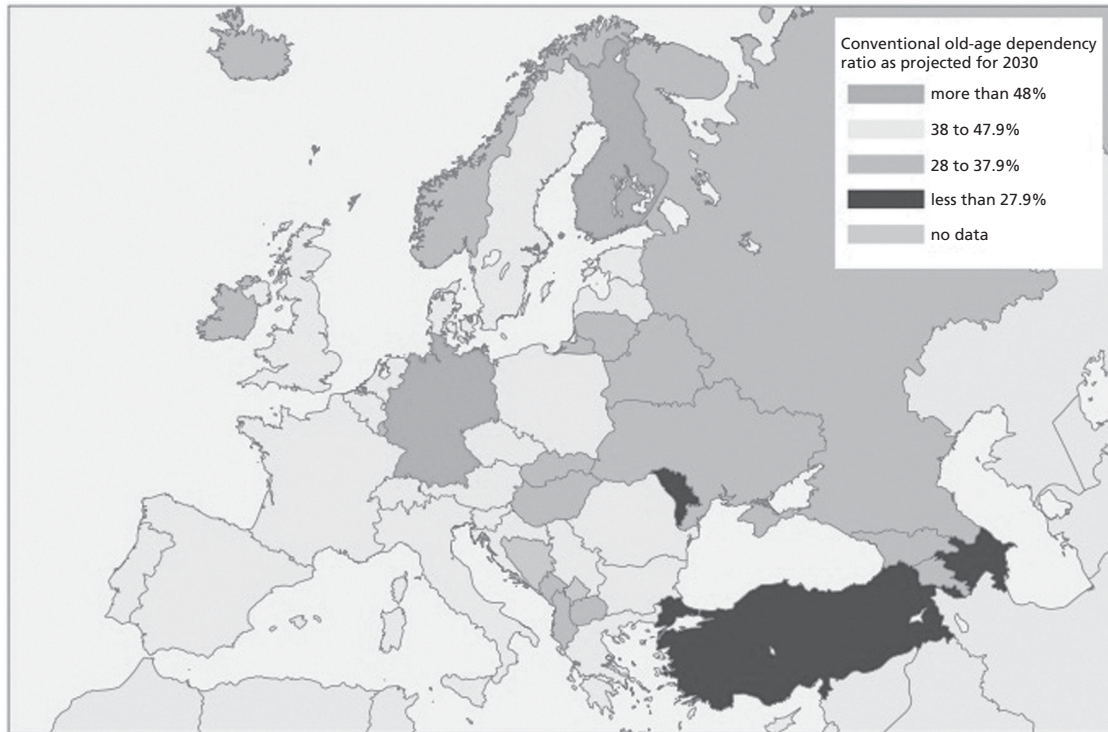 Conventional old-age dependency
ratio as projected for 2030
more than 48%
38 to 47.9%
28 to 37.9%
less than 27.9%
no data